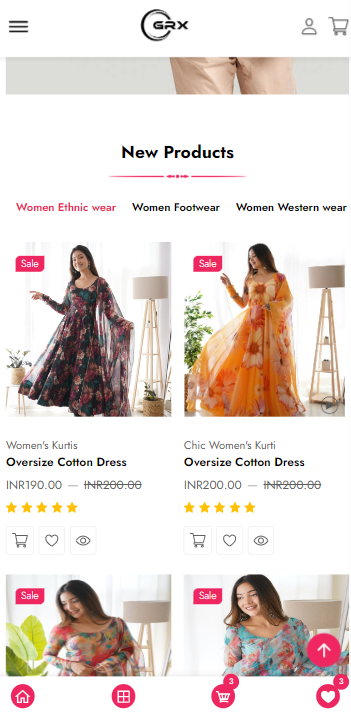 GRX
New Products
Women Ethnic wear Women Footwear Women Western wear
Sale Sale
Women's Kurtis Chic Women's Kurti
Oversize Cotton Dress Oversize Cotton Dress
INR190.00 — INR200.00 INR200.00 — INR200.00
Sale Sale
3 3